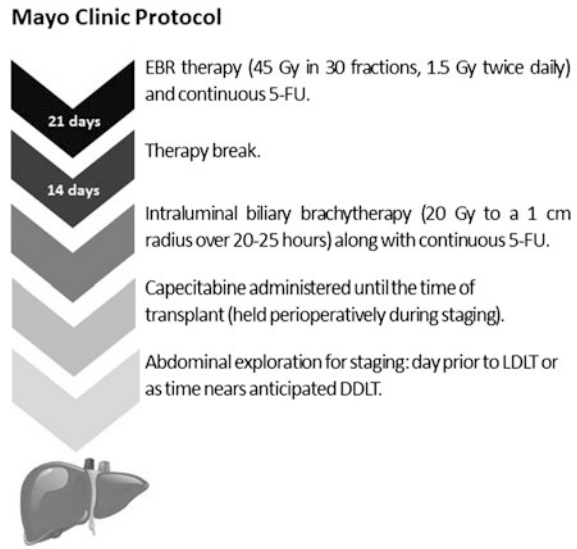 Mayo Clinic Protocol
EBR therapy (45 Gy in 30 fractions, 1.5 Gy twice daily)
and continuous 5-FU.
21 days
Therapy break.
14 days
Intraluminal biliary brachytherapy (20 Gy to a 1 cm
radius over 20-25 hours) along with continuous 5-FU.
Capecitabine administered until the time of
transplant (held perioperatively during staging).
Abdominal exploration for staging: day prior to LDLT or
as time nears anticipated DDLT.